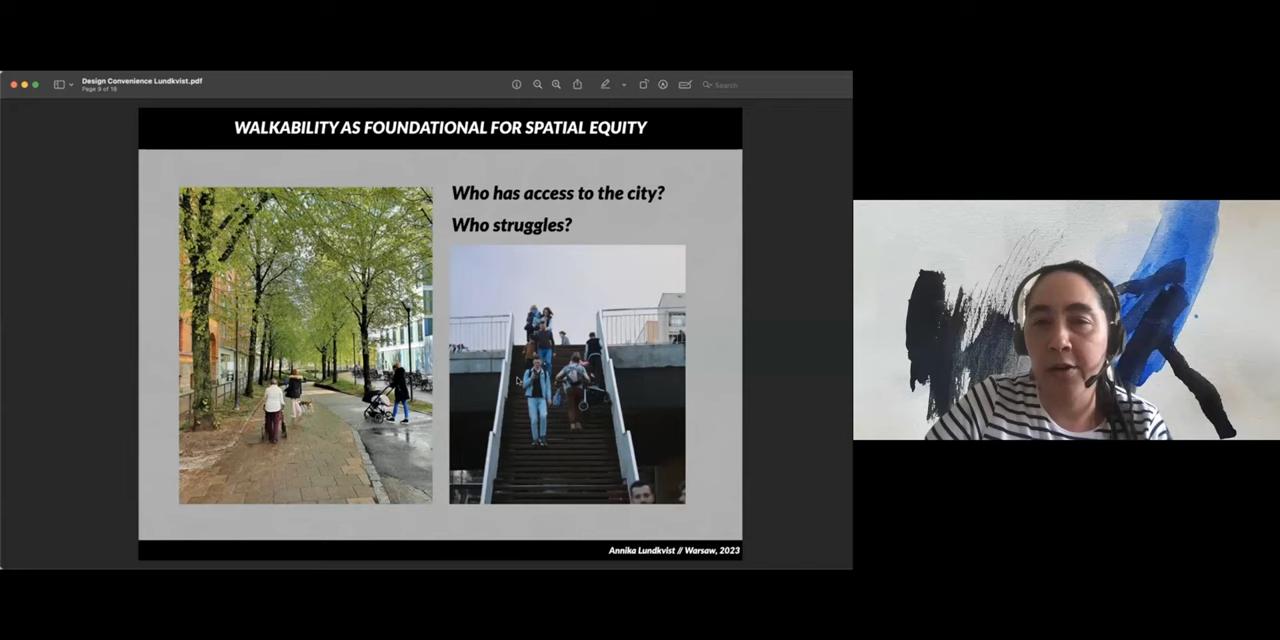 Design Convenience Lundkvist.pdf
Page 9 of 18
Search
WALKABILITY AS FOUNDATIONAL FOR SPATIAL EQUITY
Who has access to the city?
Who struggles?
Annika Lundkvist // Warsaw, 2023